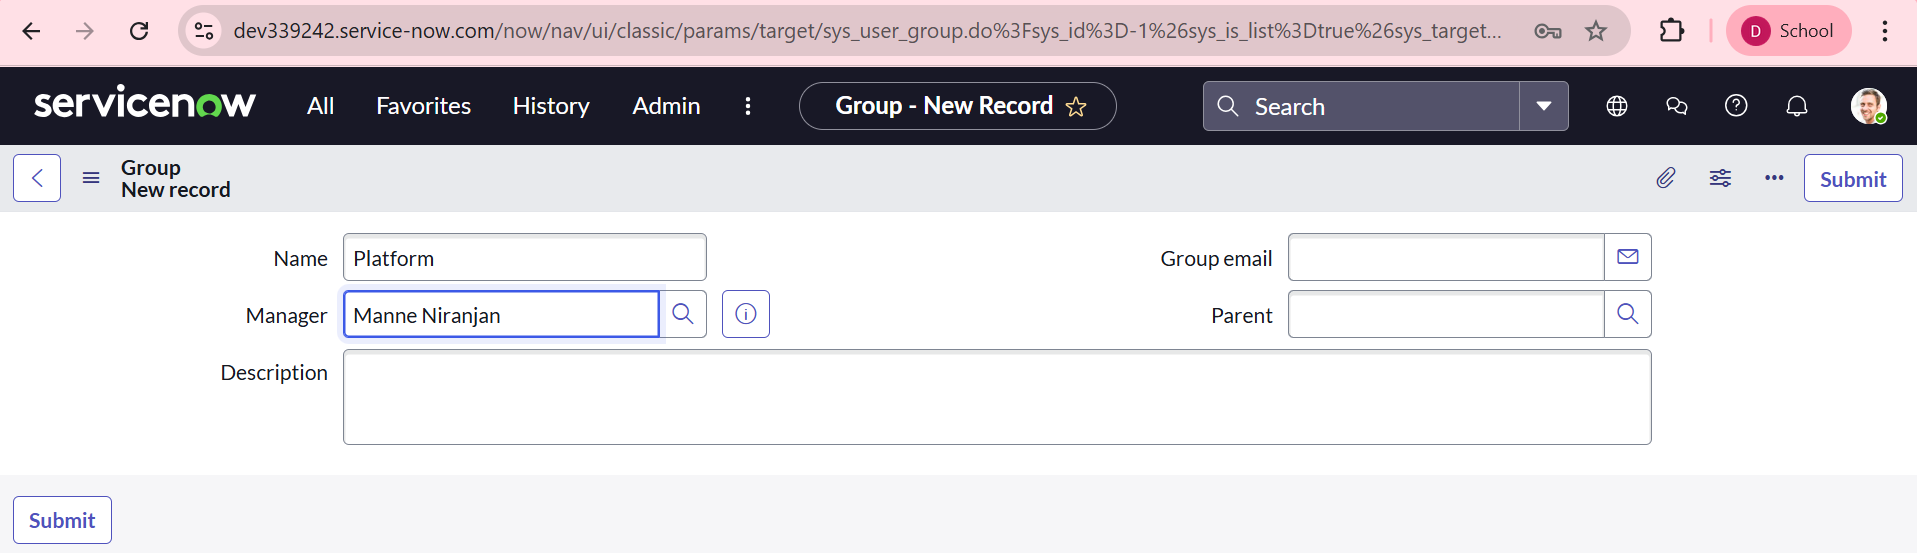 dev339242.service-now.com/now/nav/ui/classic/params/target/sys_user_group.do%3Fsys_id%3D-1%26sys_is_list%3Dtrue%26sys_target...
D School
servicenow All Favorites History Admin Group - New Record Search
Group
New record
Submit
Name Platform Group email
Manager Manne Niranjan Parent
Description
Submit